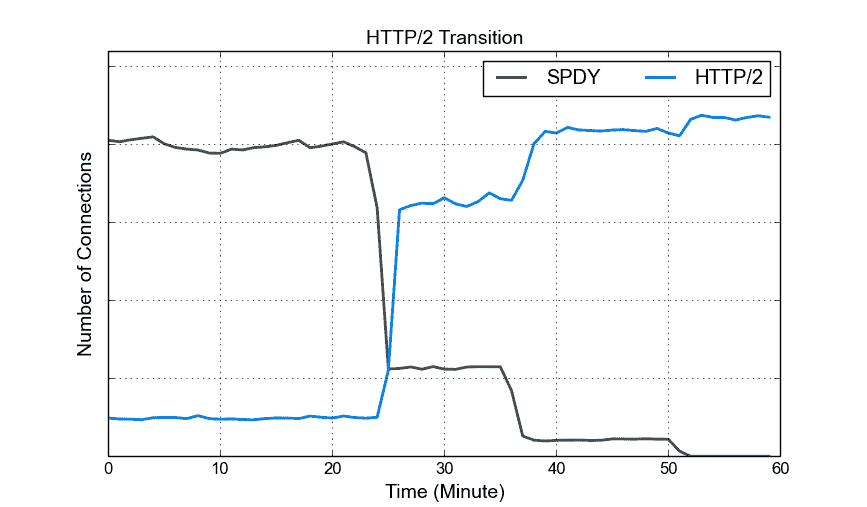 HTTP/2 Transition
SPDY HTTP/2
Number of Connections
0 10 20 30 40 50 60
Time (Minute)